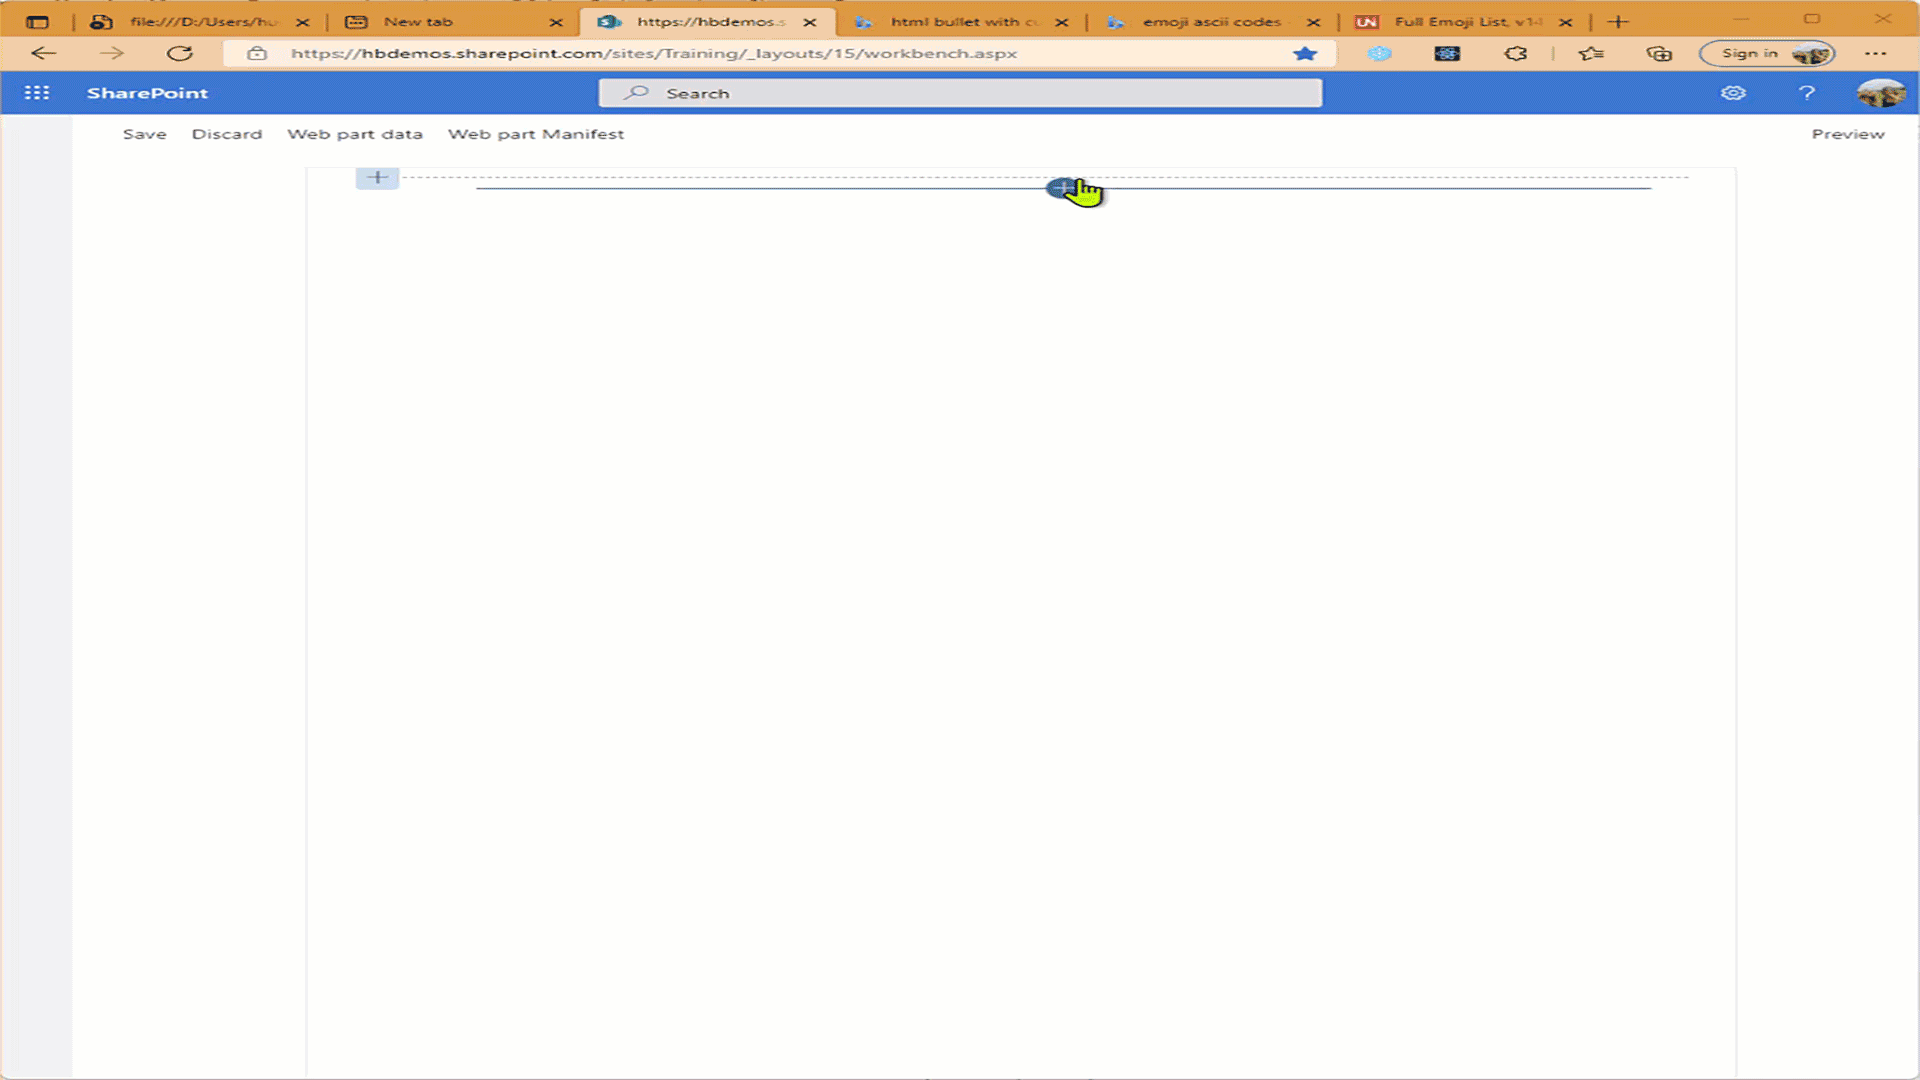 file:///D:/Users/hu
New tab
https://hbdemos.s
html bullet with cu
emoji ascii codes
Full Emoji List, v14
https://hbdemos.sharepoint.com/sites/Training/_layouts/15/workbench.aspx
Sign in
SharePoint
Search
?
Save
Discard
Web part data
Web part Manifest
Preview